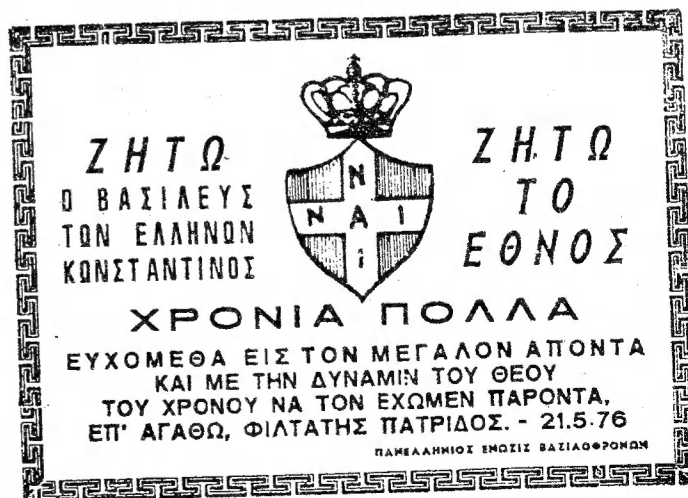 ΖΗΤΩ
Ο ΒΑΣΙΛΕΥΣ
ΤΩΝ ΕΛΛΗΝΩΝ
ΚΩΝΣΤΑΝΤΙΝΟΣ
Ν
Ν Α Ι
Ι
ΖΗΤΩ
ΤΟ
ΕΘΝΟΣ
ΧΡΟΝΙΑ ΠΟΛΛΑ
ΕΥΧΟΜΕΘΑ ΕΙΣ ΤΟΝ ΜΕΓΑΛΟΝ ΑΠΟΝΤΑ
ΚΑΙ ΜΕ ΤΗΝ ΔΥΝΑΜΙΝ ΤΟΥ ΘΕΟΥ
ΤΟΥ ΧΡΟΝΟΥ ΝΑ ΤΟΝ ΕΧΩΜΕΝ ΠΑΡΟΝΤΑ,
ΕΠ' ΑΓΑΘΩ, ΦΙΛΤΑΤΗΣ ΠΑΤΡΙΔΟΣ. - 21.5.76
ΠΑΝΕΛΛΗΝΙΟΣ ΕΝΩΣΙΣ ΒΑΣΙΛΟΦΡΟΝΩΝ